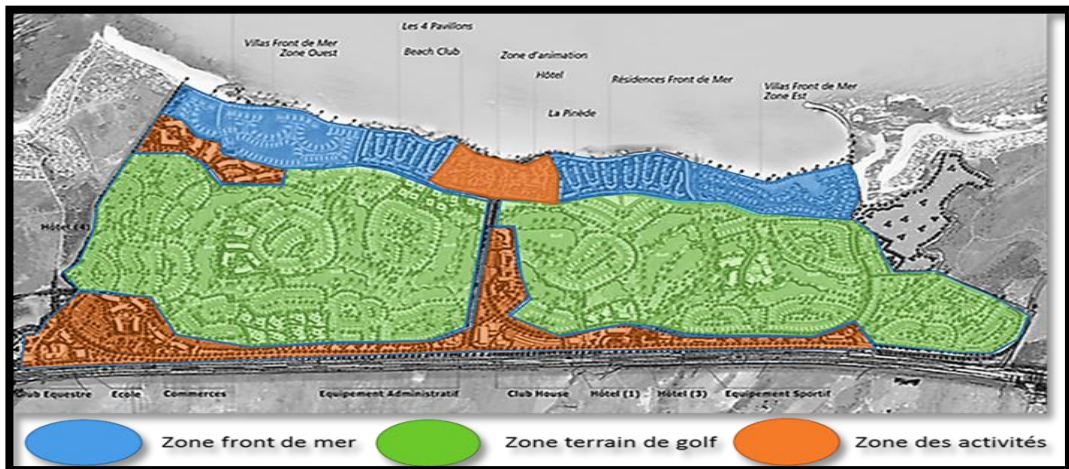 Les 4 Pavillons
Villas Front de Mer
Zone Ouest
Beach Club
Zone d'animation
Hôtel
Résidences Front de Mer
Villas Front de Mer
Zone Est
La Pinède
Hôtel (4)
Club Equestre
Ecole
Commerces
Equipement Administratif
Club House
Hôtel (1)
Hôtel (3)
Equipement Sportif
Zone front de mer
Zone terrain de golf
Zone des activités